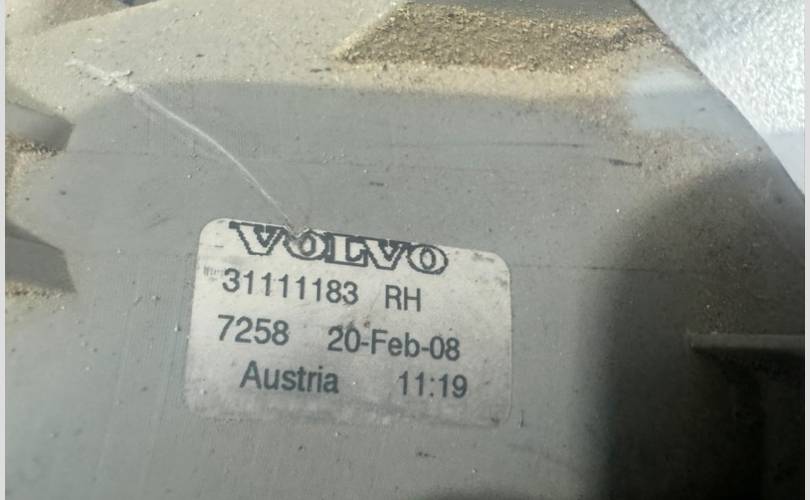 VOLVO
31111183 RH
7258 20-Feb-08
Austria 11:19